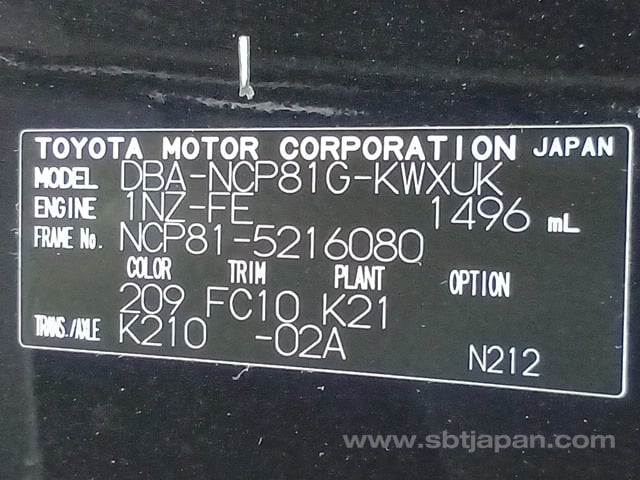 TOYOTA MOTOR CORPORATION JAPAN
MODEL DBA-NCP81G-KWXUK
ENGINE 1NZ-FE 1496 mL
FRAME No. NCP81-5216080
COLOR TRIM PLANT OPTION
209 FC10 K21
TRANS./AXLE K210 -02A
N212
www.sbtjapan.com